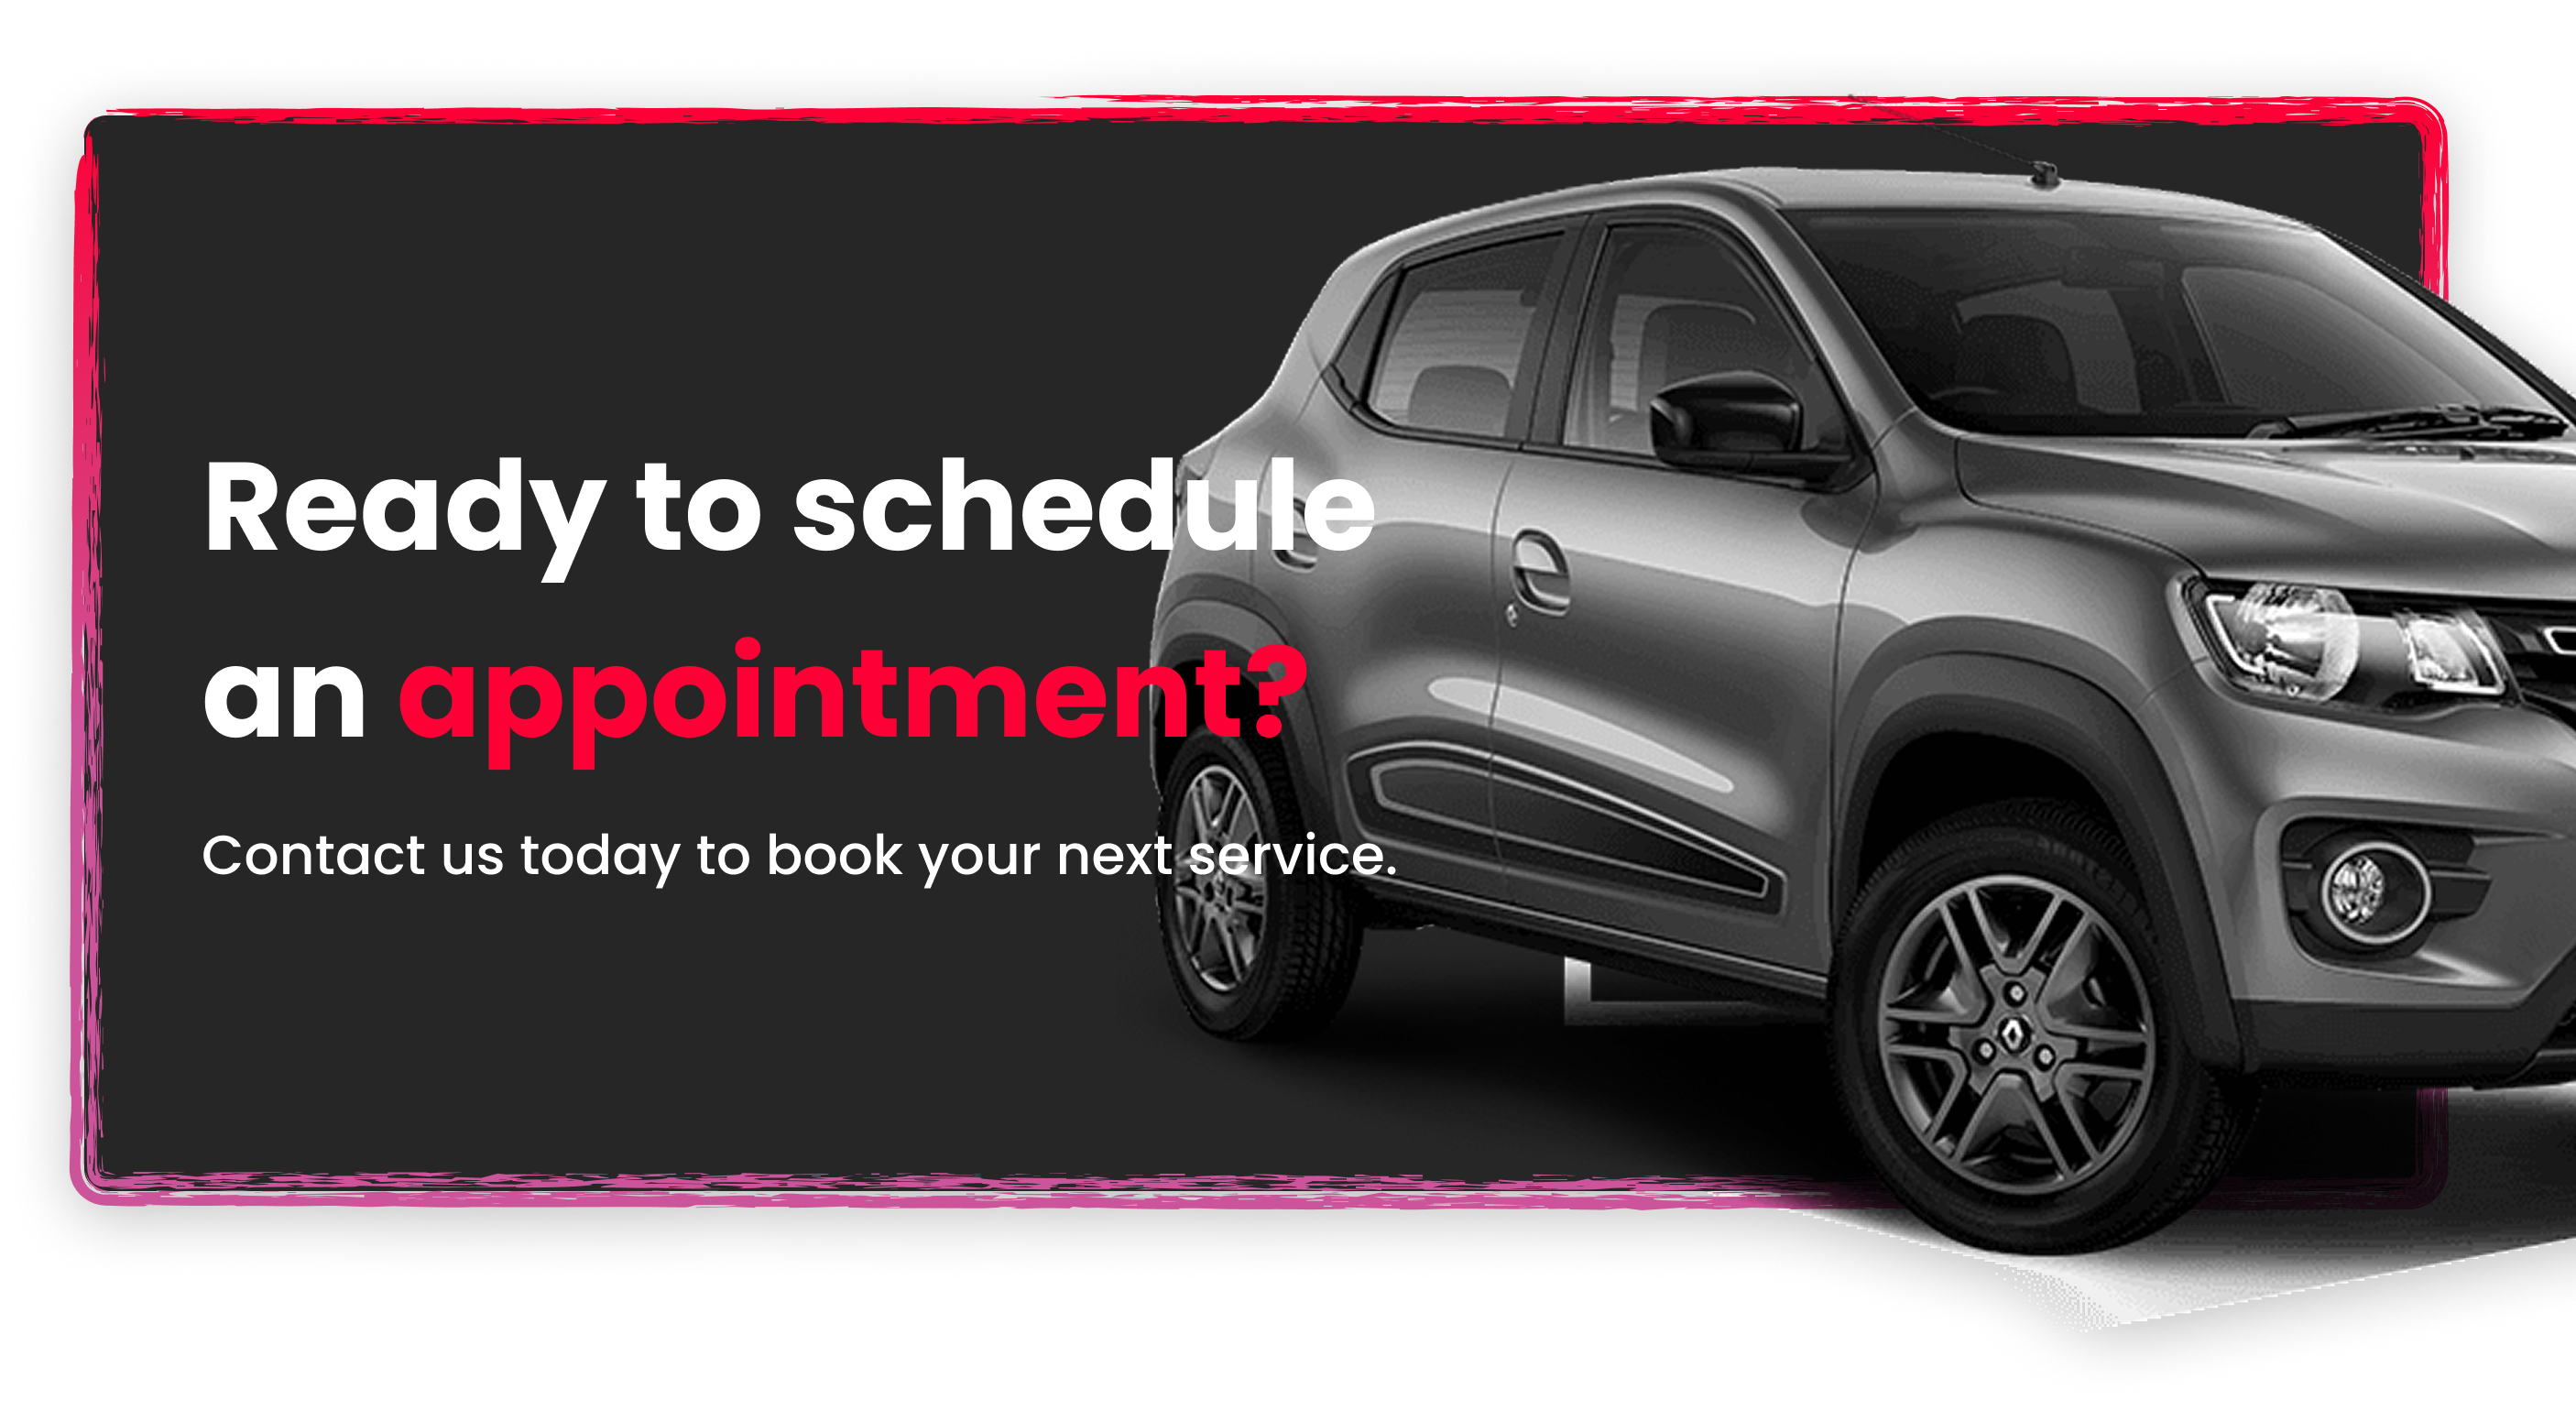 Ready to schedule
an appointment?
Contact us today to book your next service.